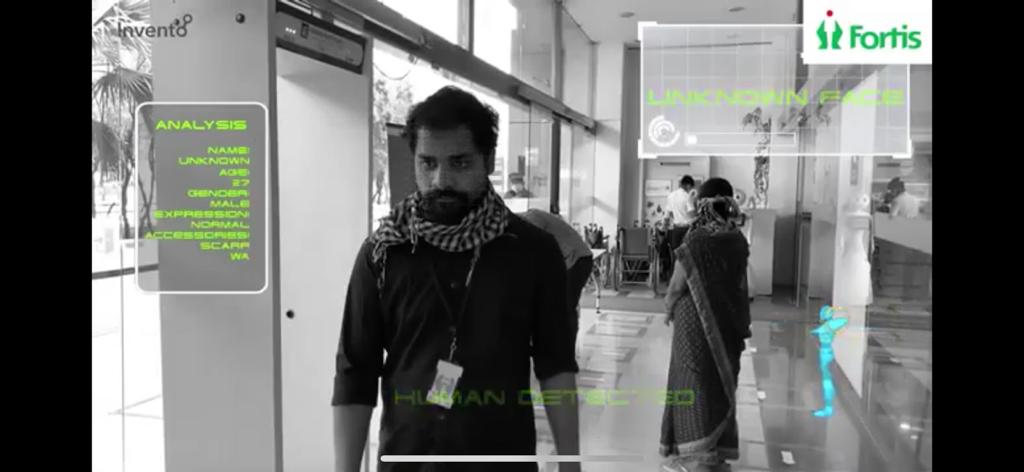 Invento
Fortis
UNKNOWN FACE
ANALYSIS
NAME:
UNKNOWN
AGE:
27
GENDER:
MALE
EXPRESSION:
NORMAL
ACCESSORIES:
SCARF
WA
HUMAN DETECTED